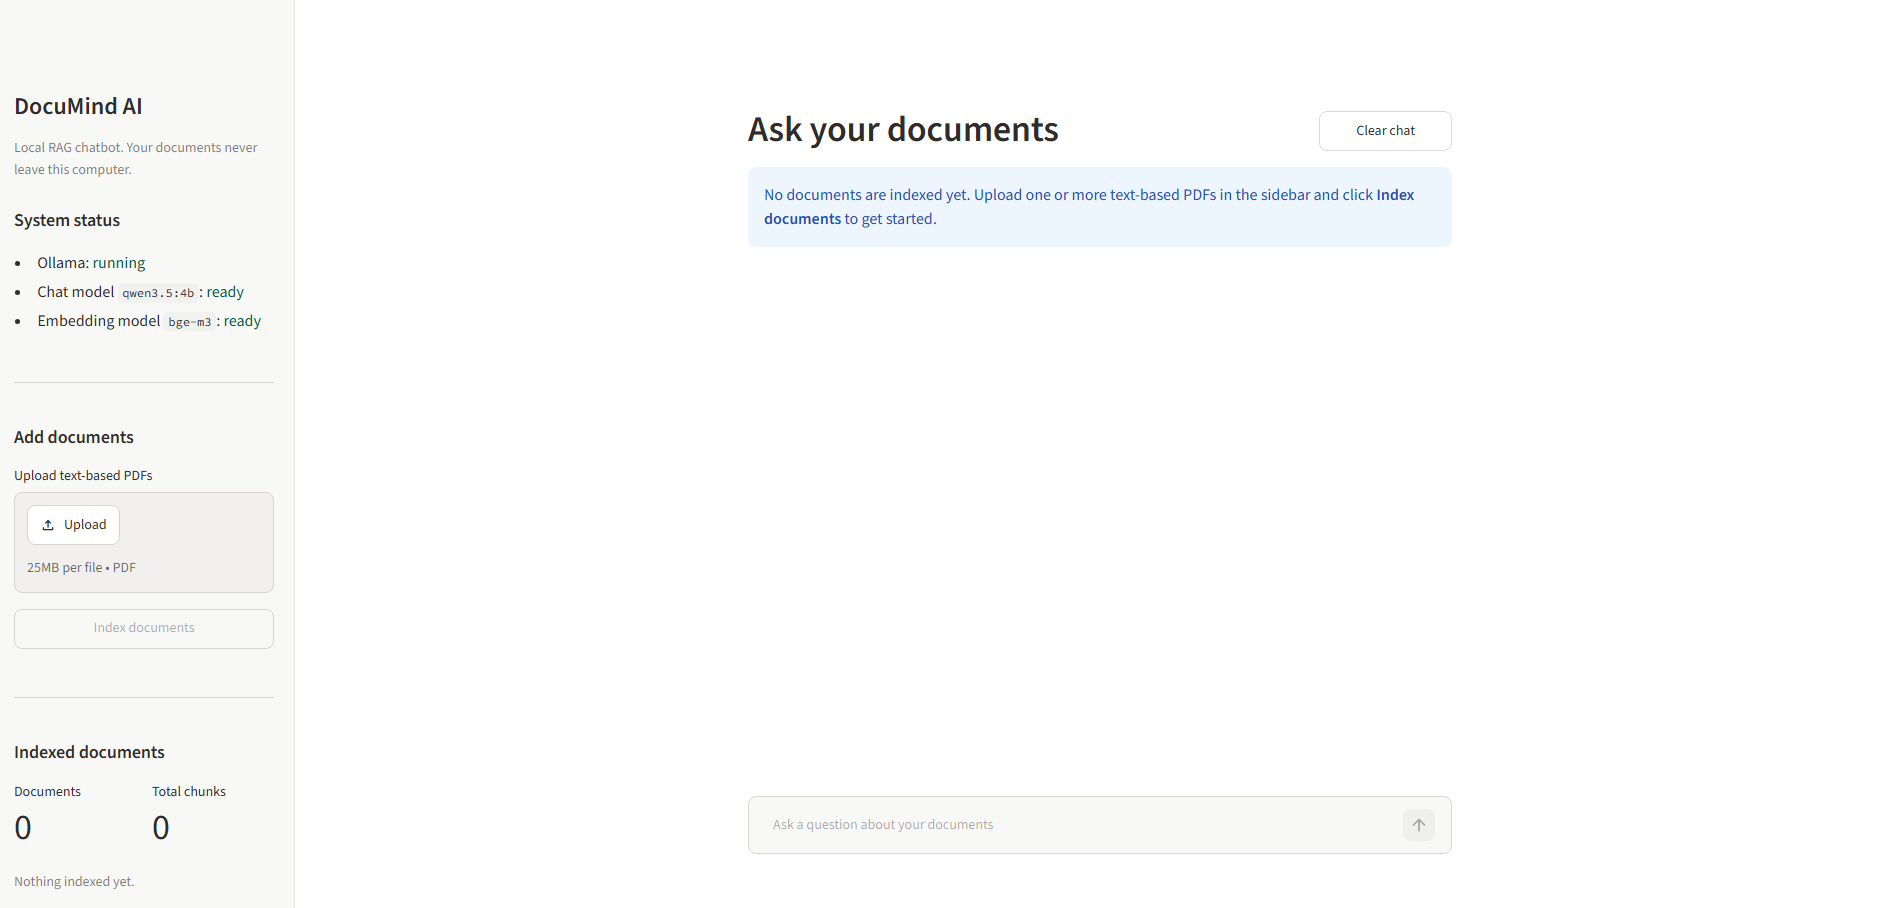 DocuMind AI
Local RAG chatbot. Your documents never
leave this computer.
System status
Ollama: running
Chat model qwen3.5:4b : ready
Embedding model bge-m3 : ready
Add documents
Upload text-based PDFs
Upload
25MB per file • PDF
Index documents
Indexed documents
Documents Total chunks
0 0
Nothing indexed yet.
Ask your documents
Clear chat
No documents are indexed yet. Upload one or more text-based PDFs in the sidebar and click Index
documents to get started.
Ask a question about your documents